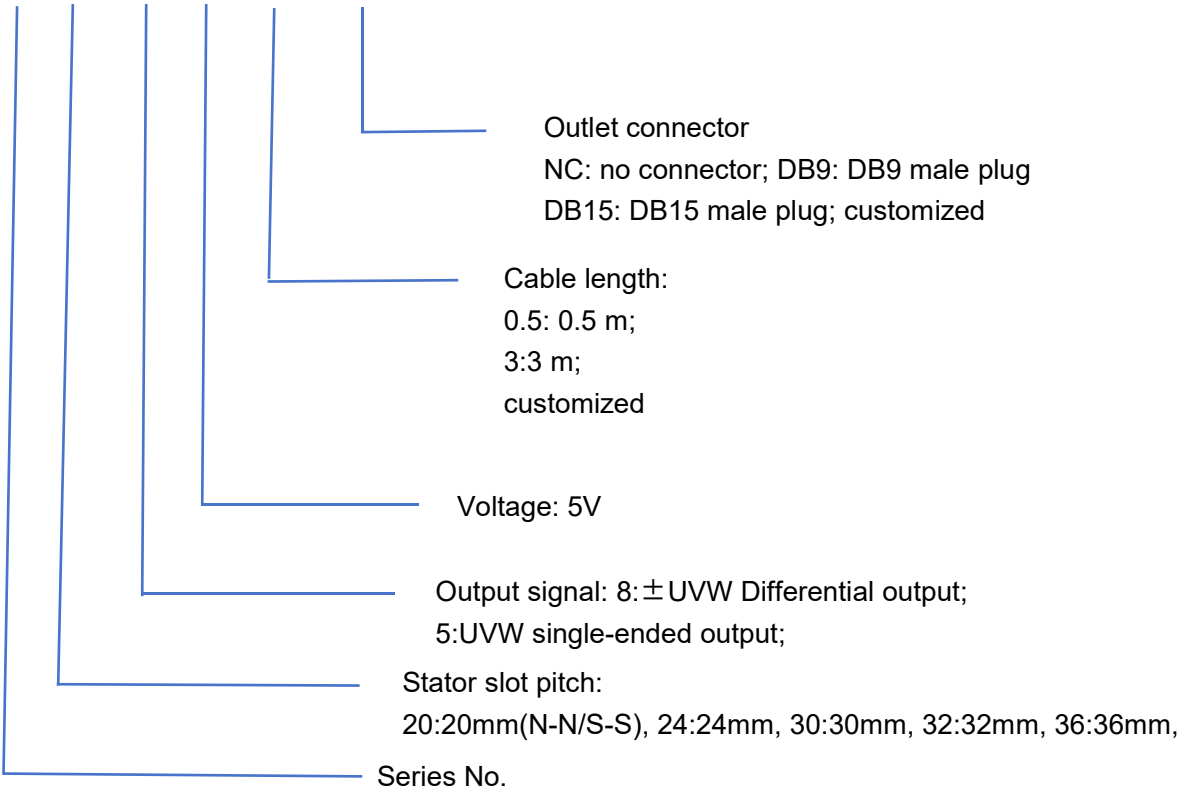 Outlet connector
NC: no connector; DB9: DB9 male plug
DB15: DB15 male plug; customized
Cable length:
0.5: 0.5 m;
3:3 m;
customized
Voltage: 5V
Output signal: 8:±UVW Differential output;
5:UVW single-ended output;
Stator slot pitch:
20:20mm(N-N/S-S), 24:24mm, 30:30mm, 32:32mm, 36:36mm,
Series No.